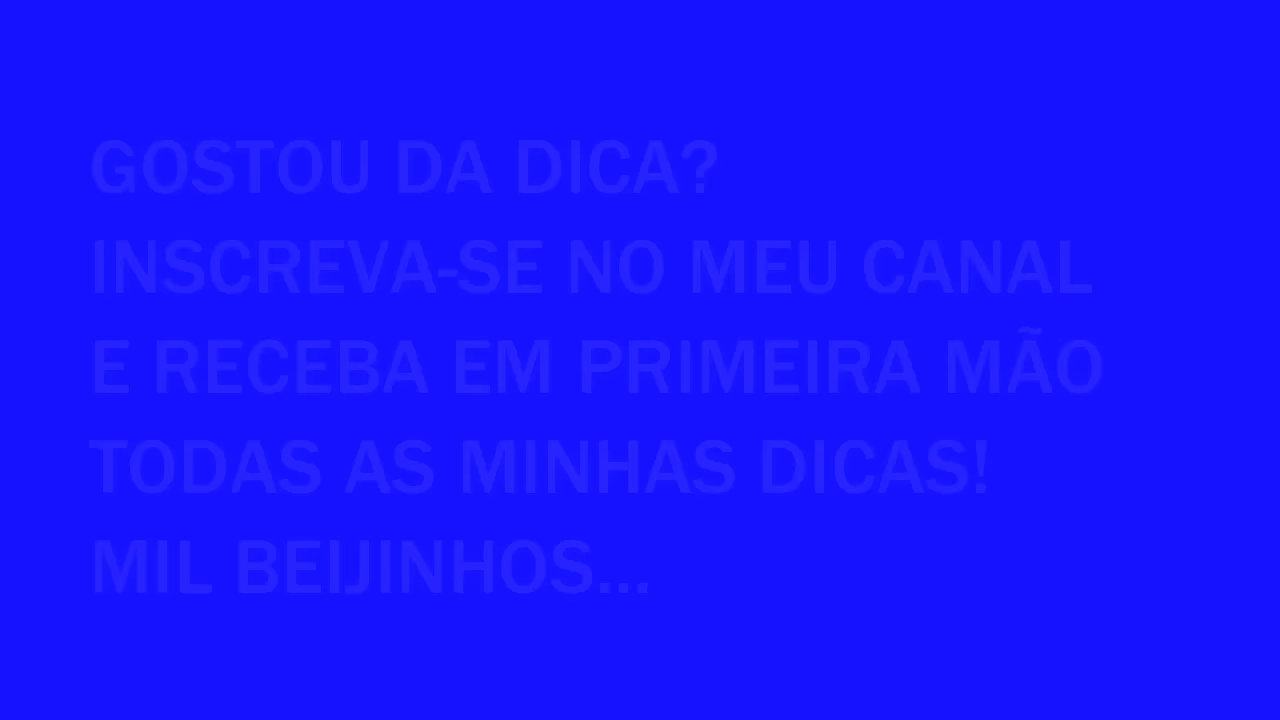 GOSTOU DA DICA?
INSCREVA-SE NO MEU CANAL
E RECEBA EM PRIMEIRA MÃO
TODAS AS MINHAS DICAS!
MIL BEIJINHOS...